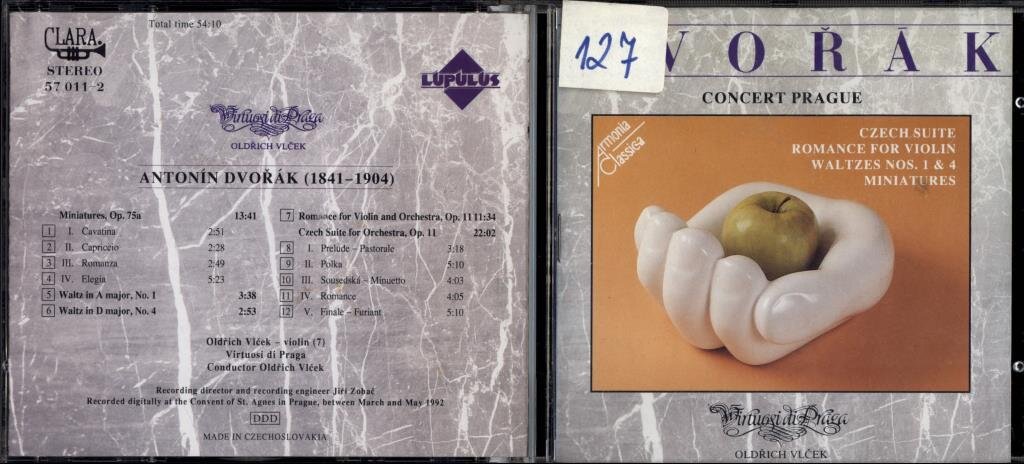 Total time 54:10
CLARA.
STEREO
57 011-2
LUPULUS
Virtuosi di Praga
OLDŘICH VLČEK
ANTONÍN DVOŘÁK (1841–1904)
Miniatures, Op. 75a 13:41
1 I. Cavatina 2:51
2 II. Capriccio 2:28
3 III. Romanza 2:49
4 IV. Elegia 5:23
5 Waltz in A major, No. 1 3:38
6 Waltz in D major, No. 4 2:53
7 Romance for Violin and Orchestra, Op. 11 11:34
Czech Suite for Orchestra, Op. 11 22:02
8 I. Prelude – Pastorale 3:18
9 II. Polka 5:10
10 III. Sousedská – Minuetto 4:03
11 IV. Romance 4:05
12 V. Finale – Furiant 5:10
Oldřich Vlček – violin (7)
Virtuosi di Praga
Conductor Oldřich Vlček
Recording director and recording engineer Jiří Zobač
Recorded digitally at the Convent of St. Agnes in Prague, between March and May 1992
DDD
MADE IN CZECHOSLOVAKIA
127
VOŘÁK
CONCERT PRAGUE
Armonia
Classica
CZECH SUITE
ROMANCE FOR VIOLIN
WALTZES NOS. 1 & 4
MINIATURES
Virtuosi di Praga
OLDŘICH VLČEK